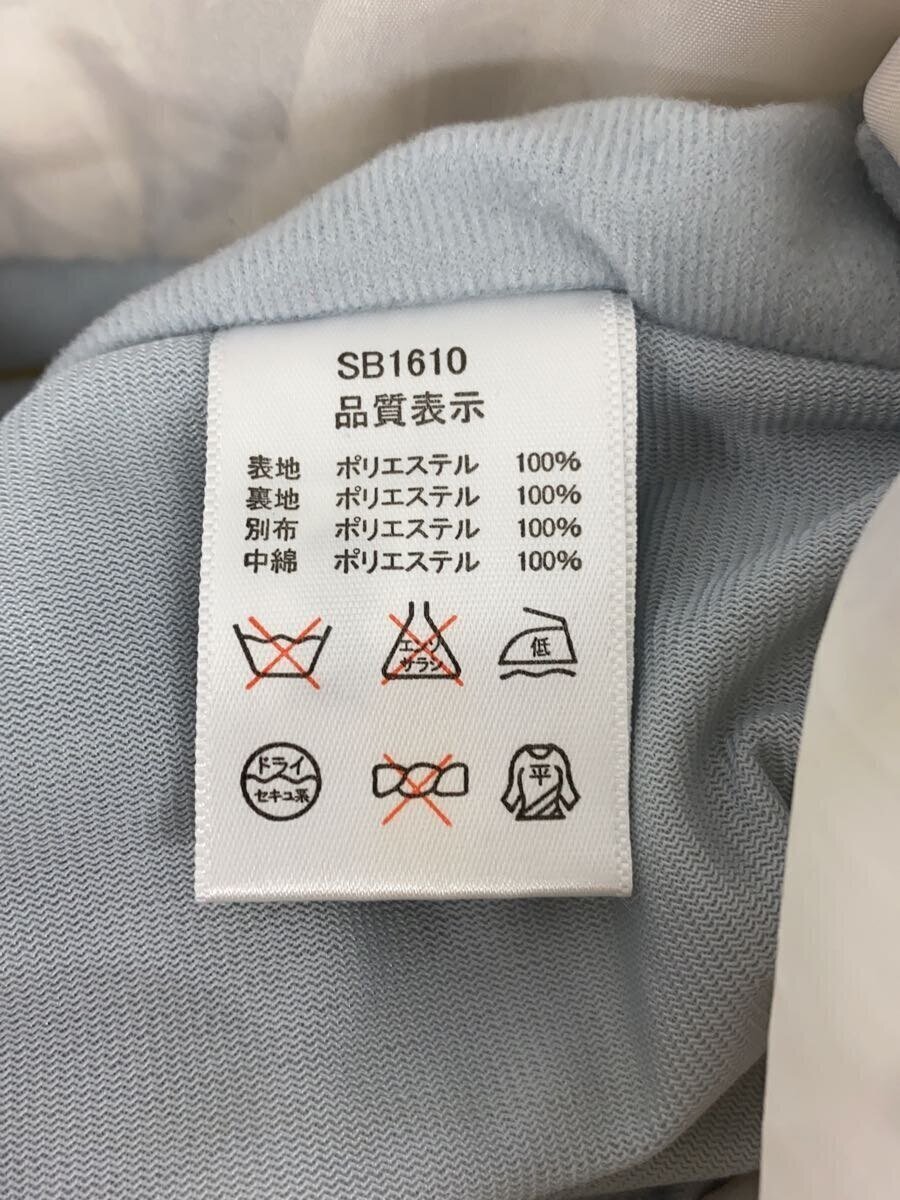 SB1610
品質表示
表地 ポリエステル 100%
裏地 ポリエステル 100%
別布 ポリエステル 100%
中綿 ポリエステル 100%
エンソ
サラシ
低
ドライ
セキユ系
平